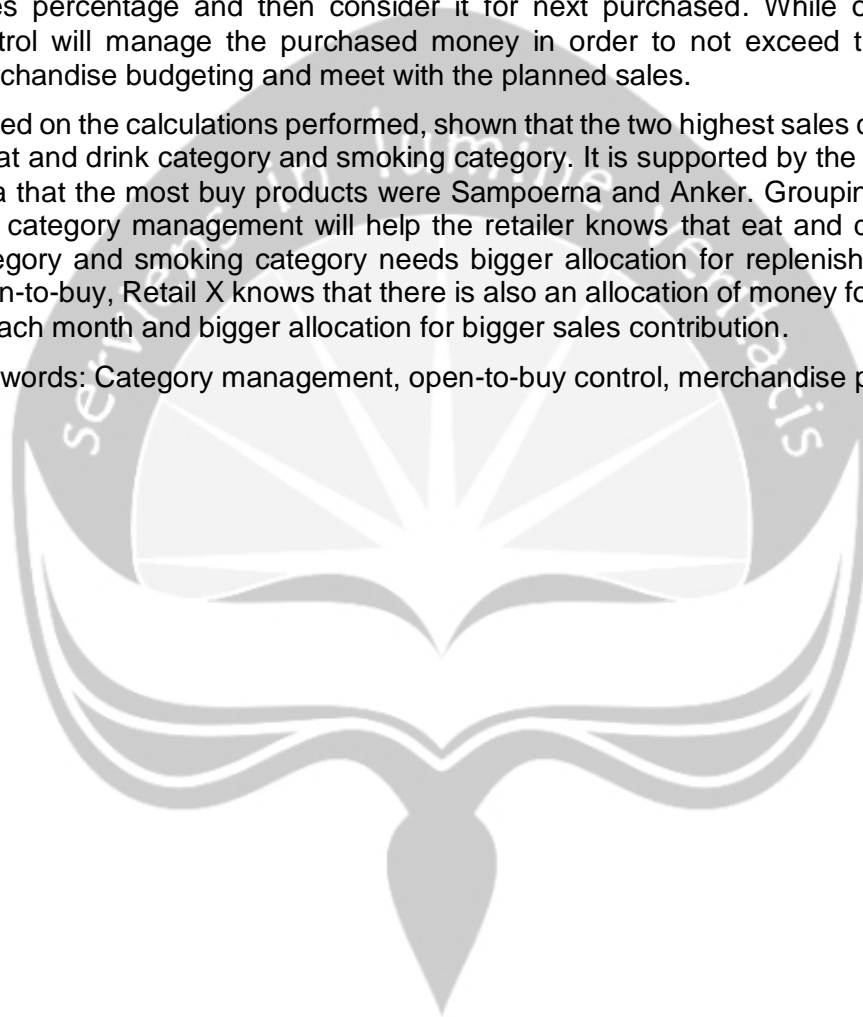 es percentage and then consider it for next purchased. While
trol will manage the purchased money in order to not exceed
chandise budgeting and meet with the planned sales.
ed on the calculations performed, shown that the two highest sales
at and drink category and smoking category. It is supported by the
a that the most buy products were Sampoerna and Anker. Groupin
category management will help the retailer knows that eat and
egory and smoking category needs bigger allocation for replenish
n-to-buy, Retail X knows that there is also an allocation of money fo
ach month and bigger allocation for bigger sales contribution.
words: Category management, open-to-buy control, merchandise p
serviens in lumine veritatis